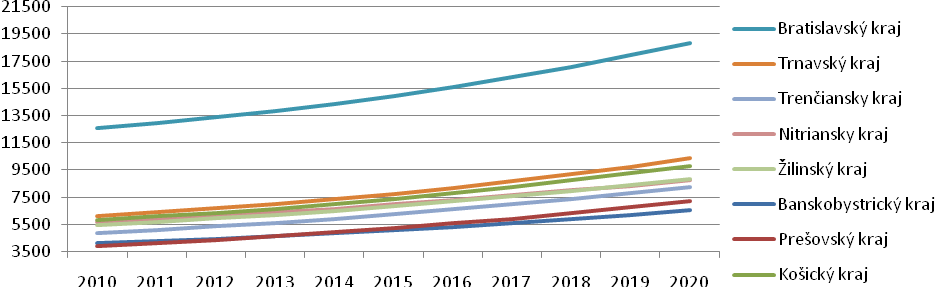 21500
19500
17500
15500
13500
11500
9500
7500
5500
3500
2010 2011 2012 2013 2014 2015 2016 2017 2018 2019 2020
Bratislavský kraj
Trnavský kraj
Trenčiansky kraj
Nitriansky kraj
Žilinský kraj
Banskobystrický kraj
Prešovský kraj
Košický kraj